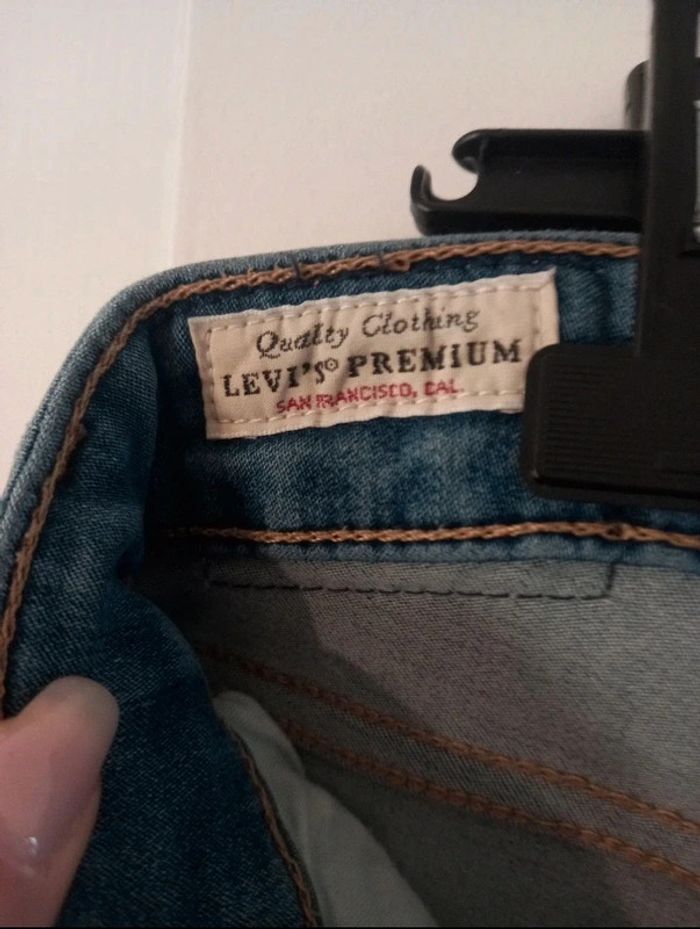 Quality Clothing
LEVI'S® PREMIUM
SAN FRANCISCO, CAL.